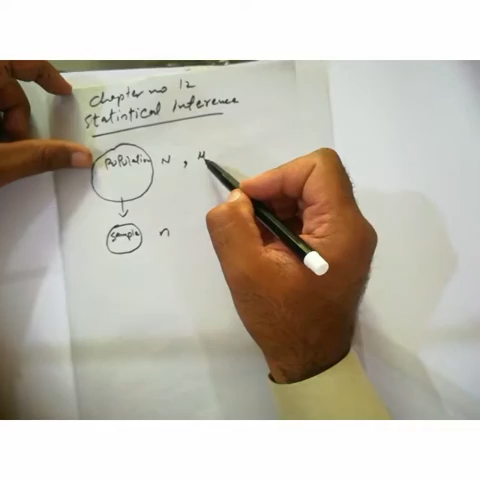 Chapter no 12
Statistical Inference
Population N , μ
Sample n